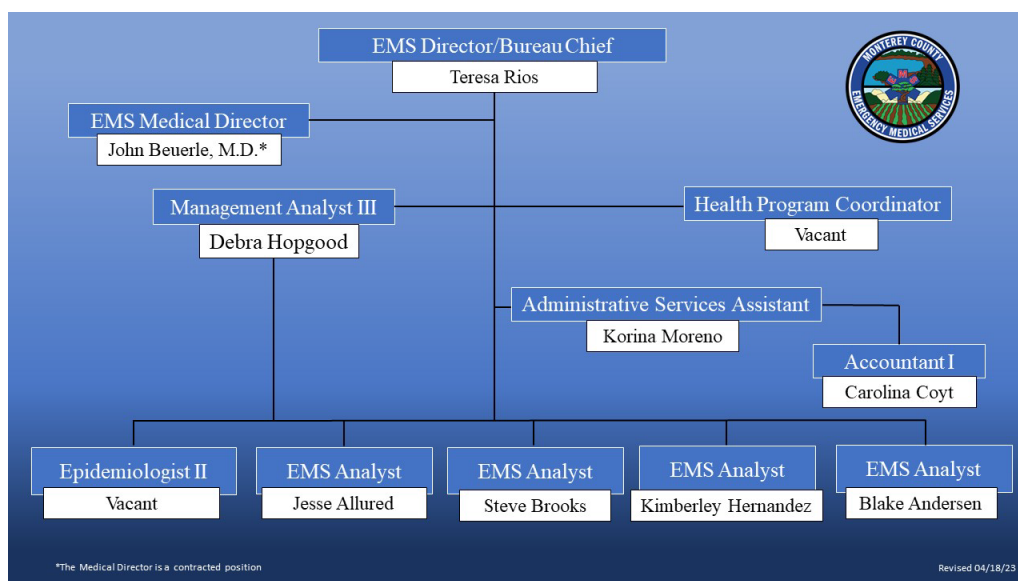 EMS Director/Bureau Chief
Teresa Rios
MONTEREY COUNTY
EMERGENCY MEDICAL SERVICES
EMS Medical Director
John Beuerle, M.D.*
Management Analyst III
Debra Hopgood
Health Program Coordinator
Vacant
Administrative Services Assistant
Korina Moreno
Accountant I
Carolina Coyt
Epidemiologist II
Vacant
EMS Analyst
Jesse Allured
EMS Analyst
Steve Brooks
EMS Analyst
Kimberley Hernandez
EMS Analyst
Blake Andersen
*The Medical Director is a contracted position
Revised 04/18/23